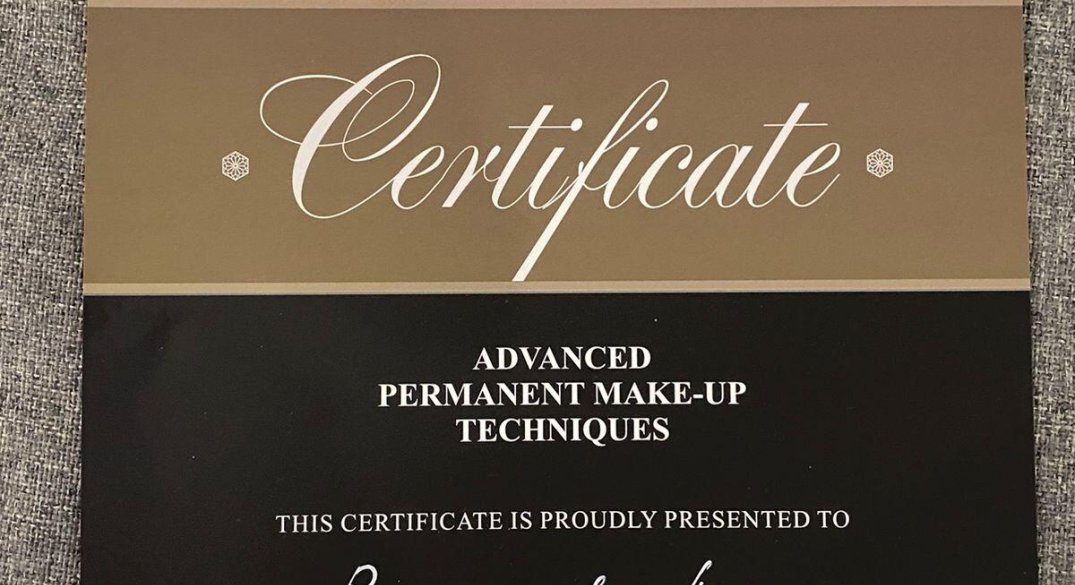 Certificate
ADVANCED
PERMANENT MAKE-UP
TECHNIQUES
THIS CERTIFICATE IS PROUDLY PRESENTED TO